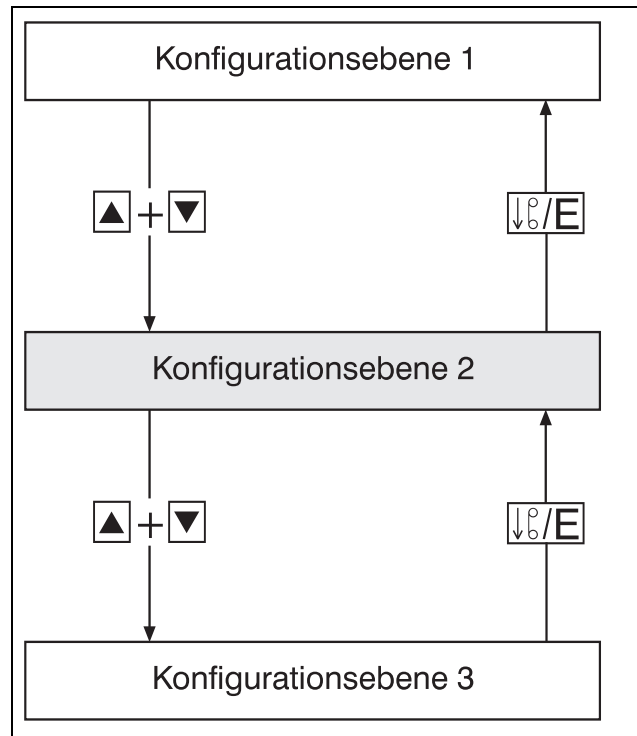 Konfigurationsebene 1
▲ + ▼
↓/E
Konfigurationsebene 2
▲ + ▼
↓/E
Konfigurationsebene 3